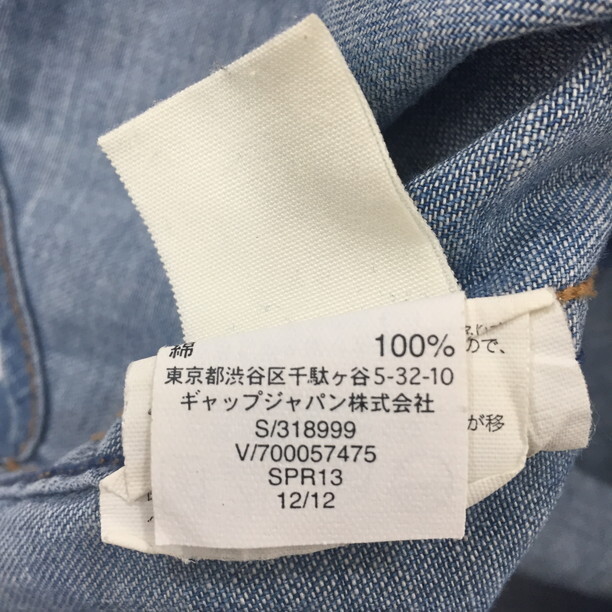 綿 100%
東京都渋谷区千駄ヶ谷5-32-10
ギャップジャパン株式会社
S/318999
V/700057475
SPR13
12/12
ので、
が移